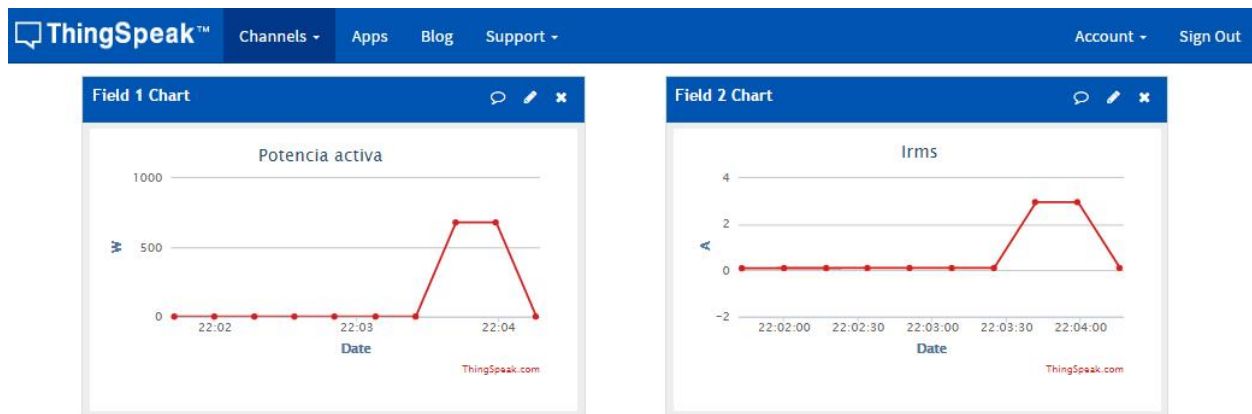 ThingSpeak™ Channels Apps Blog Support Account Sign Out
Field 1 Chart
Potencia activa
1000
500
0
W
22:02 22:03 22:04
Date
ThingSpeak.com
Field 2 Chart
Irms
4
2
0
-2
A
22:02:00 22:02:30 22:03:00 22:03:30 22:04:00
Date
ThingSpeak.com